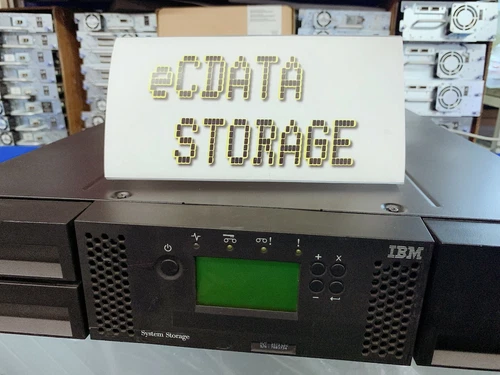 eCDATA
STORAGE
IBM
System Storage